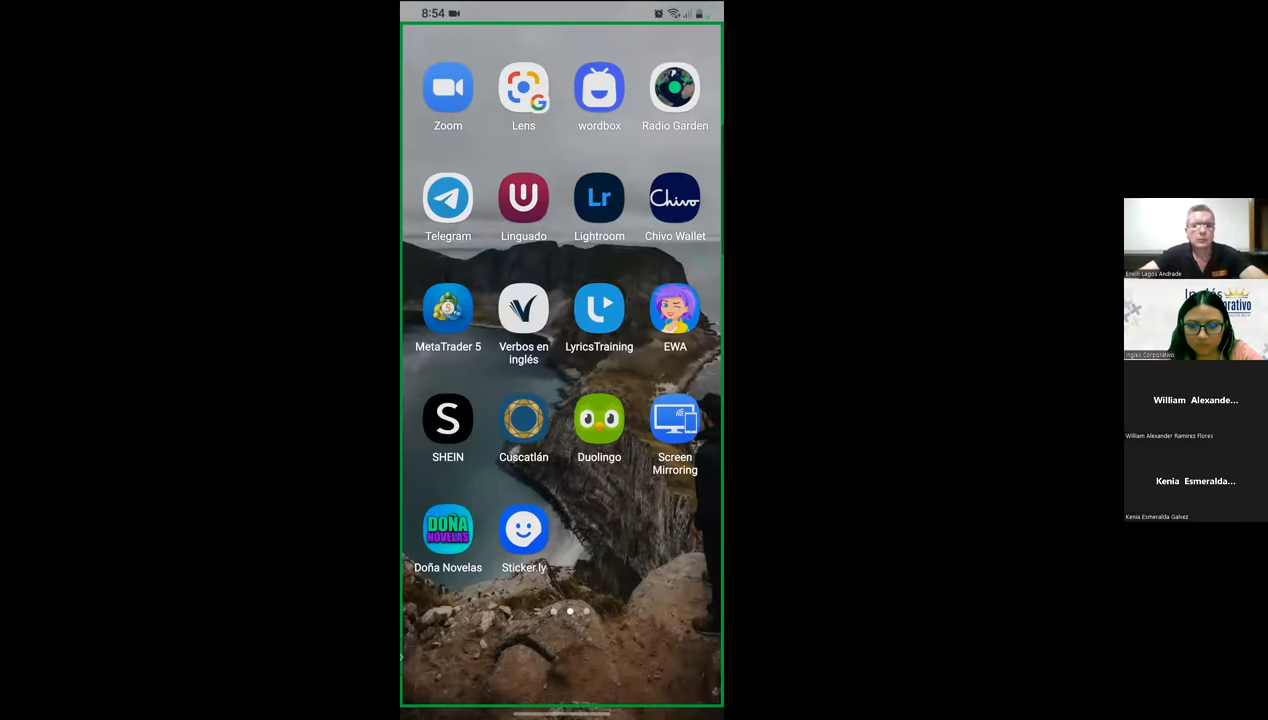 8:54
Zoom
Lens
wordbox
Radio Garden
Telegram
Linguado
Lr
Lightroom
Chivo
Chivo Wallet
MetaTrader 5
Verbos en
inglés
LyricsTraining
EWA
S
SHEIN
Cuscatlán
Duolingo
Screen
Mirroring
DOÑA
NOVELAS
Doña Novelas
Sticker.ly
Erwin Lagos Andrade
Inglés Corporativo
William Alexande...
William Alexander Ramirez Flores
Kenia Esmeralda...
Kenia Esmeralda Galvez